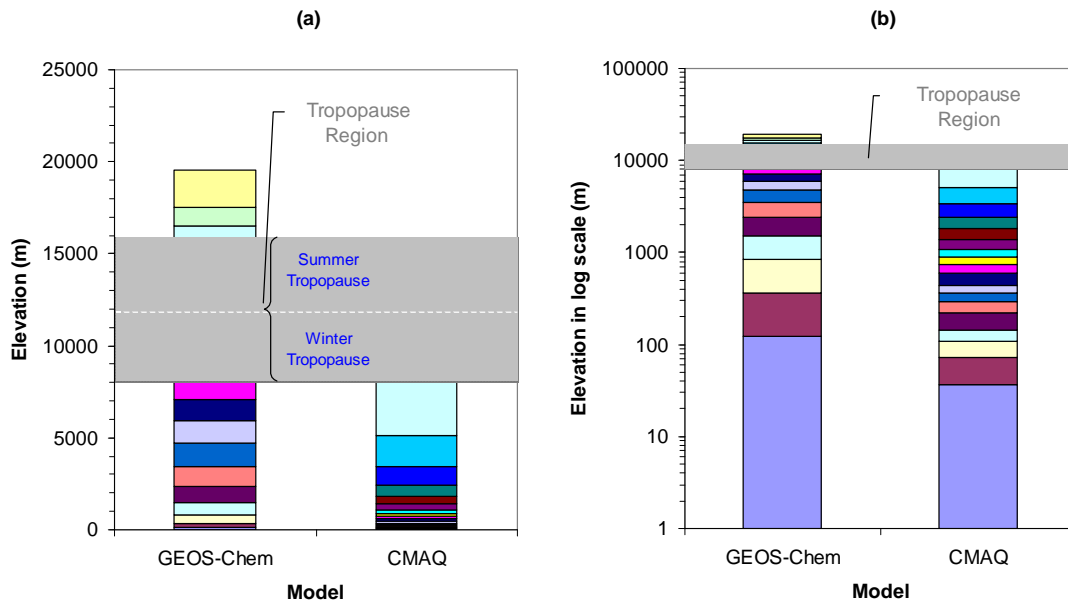 (a)
Elevation (m)
25000
20000
15000
10000
5000
0
Tropopause
Region
Summer
Tropopause
Winter
Tropopause
GEOS-Chem
CMAQ
Model
(b)
Elevation in log scale (m)
100000
10000
1000
100
10
1
Tropopause
Region
GEOS-Chem
CMAQ
Model